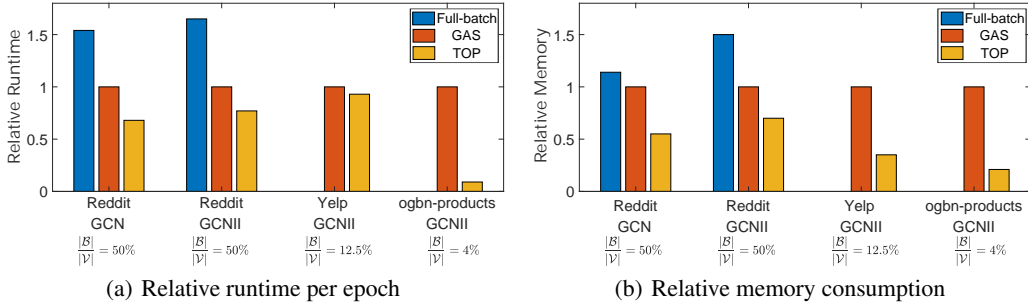 Relative Runtime
1.5
1
0.5
0
Full-batch
GAS
TOP
Reddit Reddit Yelp ogbn-products
GCN GCNII GCNII GCNII
|B|/|V| = 50% |B|/|V| = 50% |B|/|V| = 12.5% |B|/|V| = 4%
(a) Relative runtime per epoch
Relative Memory
1.5
1
0.5
0
Full-batch
GAS
TOP
Reddit Reddit Yelp ogbn-products
GCN GCNII GCNII GCNII
|B|/|V| = 50% |B|/|V| = 50% |B|/|V| = 12.5% |B|/|V| = 4%
(b) Relative memory consumption